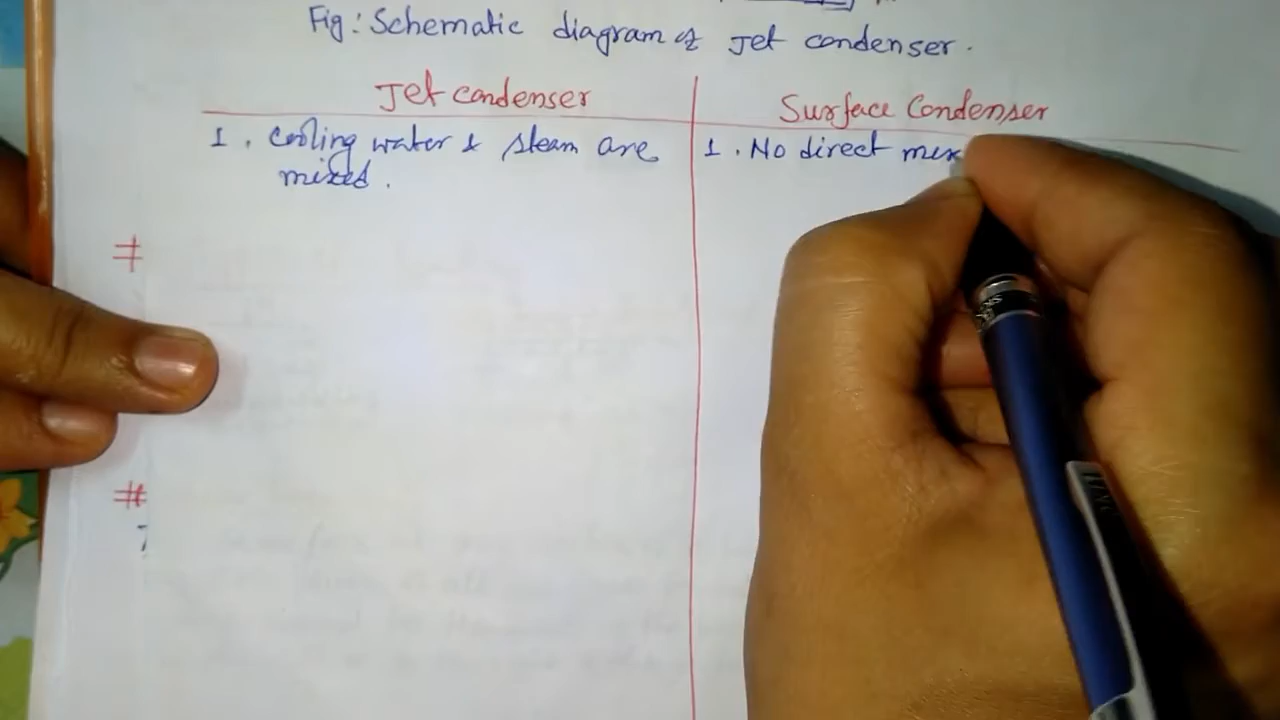 Fig: Schematic diagram of Jet condenser.
Jet condenser
Surface Condenser
1. Cooling water & steam are
mixed.
1. No direct mix
#
#